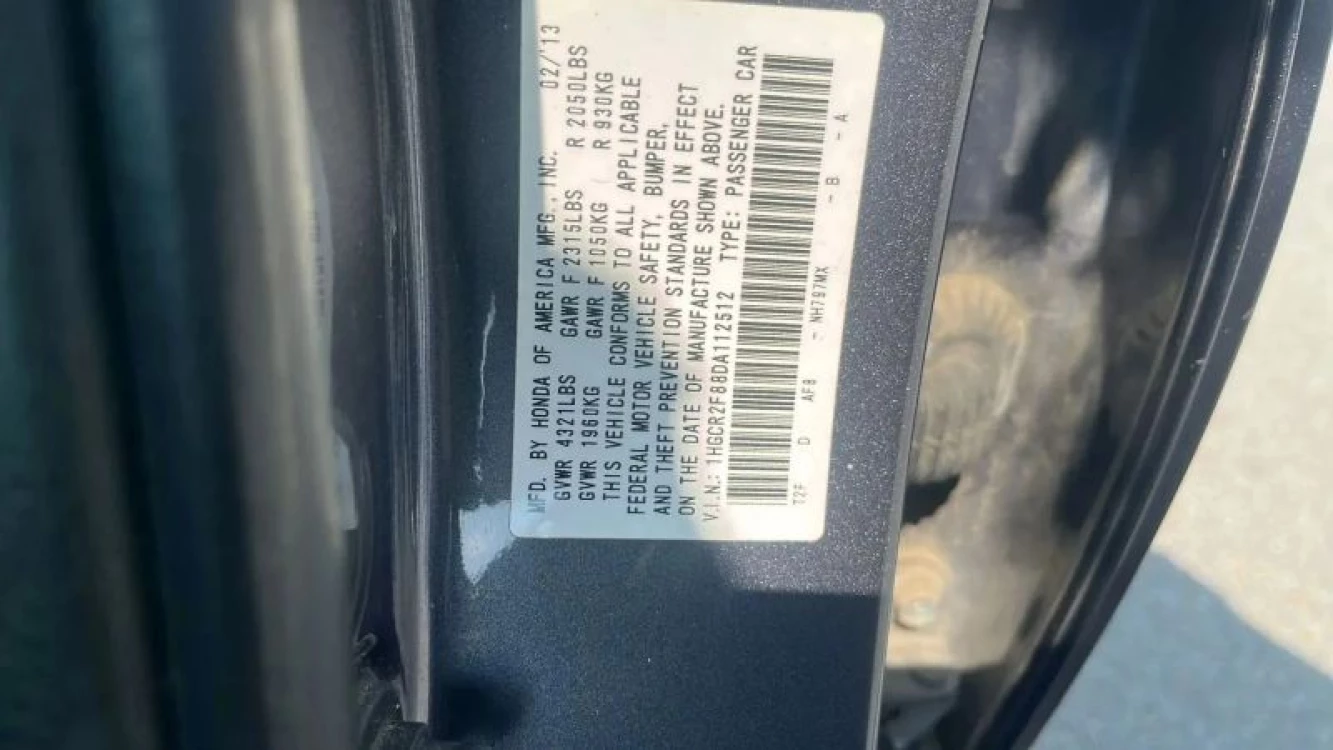 MFD. BY HONDA OF AMERICA MFG., INC. 02/'13
GVWR 4321LBS GAWR F 2315LBS R 2050LBS
GVWR 1960KG GAWR F 1050KG R 930KG
THIS VEHICLE CONFORMS TO ALL APPLICABLE
FEDERAL MOTOR VEHICLE SAFETY, BUMPER,
AND THEFT PREVENTION STANDARDS IN EFFECT
ON THE DATE OF MANUFACTURE SHOWN ABOVE.
V.I.N.: 1HGCR2F88DA112512 TYPE: PASSENGER CAR
T2F D AF8 - NH797MX - B - A